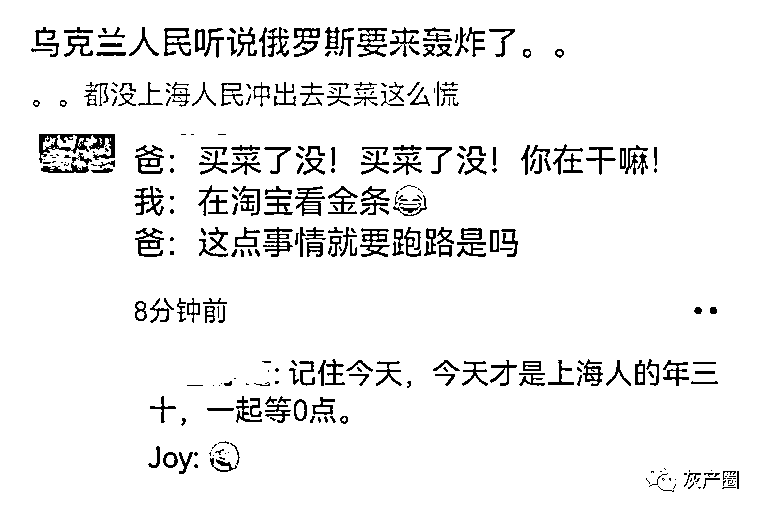 乌克兰人民听说俄罗斯要来轰炸了。。
。。都没上海人民冲出去买菜这么慌
爸：买菜了没！买菜了没！你在干嘛！
我：在淘宝看金条😂
爸：这点事情就要跑路是吗
8分钟前
: 记住今天，今天才是上海人的年三
十，一起等0点。
Joy:
灰产圈